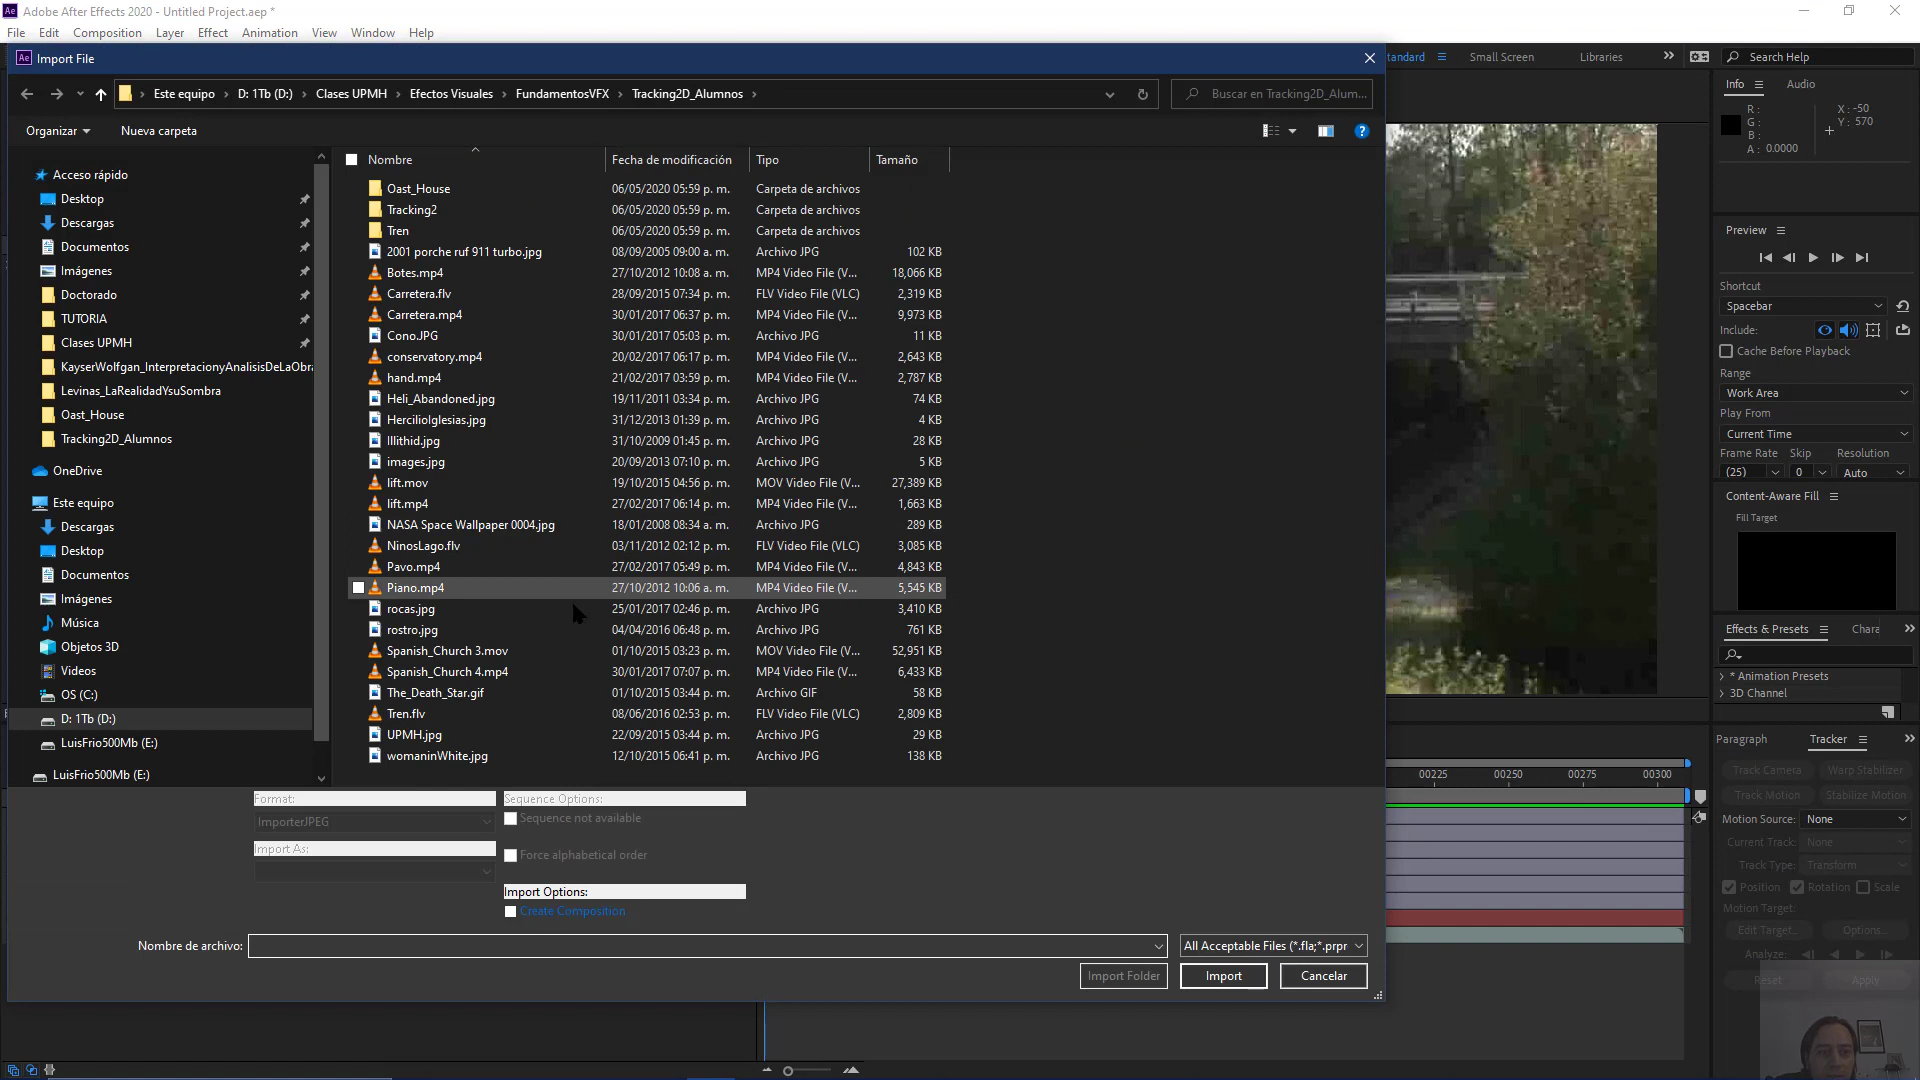 Adobe After Effects 2020 - Untitled Project.aep *
File Edit Composition Layer Effect Animation View Window Help
Import File
tandard Small Screen Libraries Search Help
Este equipo D: 1Tb (D:) Clases UPMH Efectos Visuales FundamentosVFX Tracking2D_Alumnos
Buscar en Tracking2D_Alum...
Organizar Nueva carpeta
Nombre Fecha de modificación Tipo Tamaño
Acceso rápido
Desktop
Descargas
Documentos
Imágenes
Doctorado
TUTORIA
Clases UPMH
KayserWolfgan_InterpretacionyAnalisisDeLaObra
Levinas_LaRealidadYsuSombra
Oast_House
Tracking2D_Alumnos
OneDrive
Este equipo
Descargas
Desktop
Documentos
Imágenes
Música
Objetos 3D
Videos
OS (C:)
D: 1Tb (D:)
LuisFrio500Mb (E:)
LuisFrio500Mb (E:)
Oast_House 06/05/2020 05:59 p. m. Carpeta de archivos
Tracking2 06/05/2020 05:59 p. m. Carpeta de archivos
Tren 06/05/2020 05:59 p. m. Carpeta de archivos
2001 porche ruf 911 turbo.jpg 08/09/2005 09:00 a. m. Archivo JPG 102 KB
Botes.mp4 27/10/2012 10:08 a. m. MP4 Video File (V... 18,066 KB
Carretera.flv 28/09/2015 07:34 p. m. FLV Video File (VLC) 2,319 KB
Carretera.mp4 30/01/2017 06:37 p. m. MP4 Video File (V... 9,973 KB
Cono.JPG 30/01/2017 05:03 p. m. Archivo JPG 11 KB
conservatory.mp4 20/02/2017 06:17 p. m. MP4 Video File (V... 2,643 KB
hand.mp4 21/02/2017 03:59 p. m. MP4 Video File (V... 2,787 KB
Heli_Abandoned.jpg 19/11/2011 03:34 p. m. Archivo JPG 74 KB
HercilioIglesias.jpg 31/12/2013 01:39 p. m. Archivo JPG 4 KB
Illithid.jpg 31/10/2009 01:45 p. m. Archivo JPG 28 KB
images.jpg 20/09/2013 07:10 p. m. Archivo JPG 5 KB
lift.mov 19/10/2015 04:56 p. m. MOV Video File (V... 27,389 KB
lift.mp4 27/02/2017 06:14 p. m. MP4 Video File (V... 1,663 KB
NASA Space Wallpaper 0004.jpg 18/01/2008 08:34 a. m. Archivo JPG 289 KB
NinosLago.flv 03/11/2012 02:12 p. m. FLV Video File (VLC) 3,085 KB
Pavo.mp4 27/02/2017 05:49 p. m. MP4 Video File (V... 4,843 KB
Piano.mp4 27/10/2012 10:06 a. m. MP4 Video File (V... 5,545 KB
rocas.jpg 25/01/2017 02:46 p. m. Archivo JPG 3,410 KB
rostro.jpg 04/04/2016 06:48 p. m. Archivo JPG 761 KB
Spanish_Church 3.mov 01/10/2015 03:23 p. m. MOV Video File (V... 52,951 KB
Spanish_Church 4.mp4 30/01/2017 07:07 p. m. MP4 Video File (V... 6,433 KB
The_Death_Star.gif 01/10/2015 03:44 p. m. Archivo GIF 58 KB
Tren.flv 08/06/2016 02:53 p. m. FLV Video File (VLC) 2,809 KB
UPMH.jpg 22/09/2015 03:44 p. m. Archivo JPG 29 KB
womaninWhite.jpg 12/10/2015 06:41 p. m. Archivo JPG 138 KB
Format: Sequence Options:
ImporterJPEG Sequence not available
Import As:
Force alphabetical order
Import Options:
Create Composition
Nombre de archivo: All Acceptable Files (*.fla;*.prpr
Import Folder Import Cancelar
Info Audio
R : X : -50
G : Y : 570
B :
A : 0.0000
Preview
Shortcut
Spacebar
Include:
Cache Before Playback
Range
Work Area
Play From
Current Time
Frame Rate Skip Resolution
(25) 0 Auto
Content-Aware Fill
Fill Target
Effects & Presets Chara
* Animation Presets
3D Channel
Paragraph Tracker
Track Camera Warp Stabilizer
Track Motion Stabilize Motion
Motion Source: None
Current Track: None
Track Type: Transform
Position Rotation Scale
Motion Target:
Edit Target... Options...
Analyze:
Reset Apply
00225 00250 00275 00300